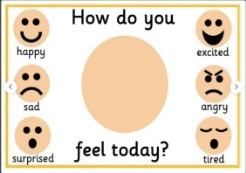 How do you
happy
excited
sad
angry
surprised
feel today?
tired